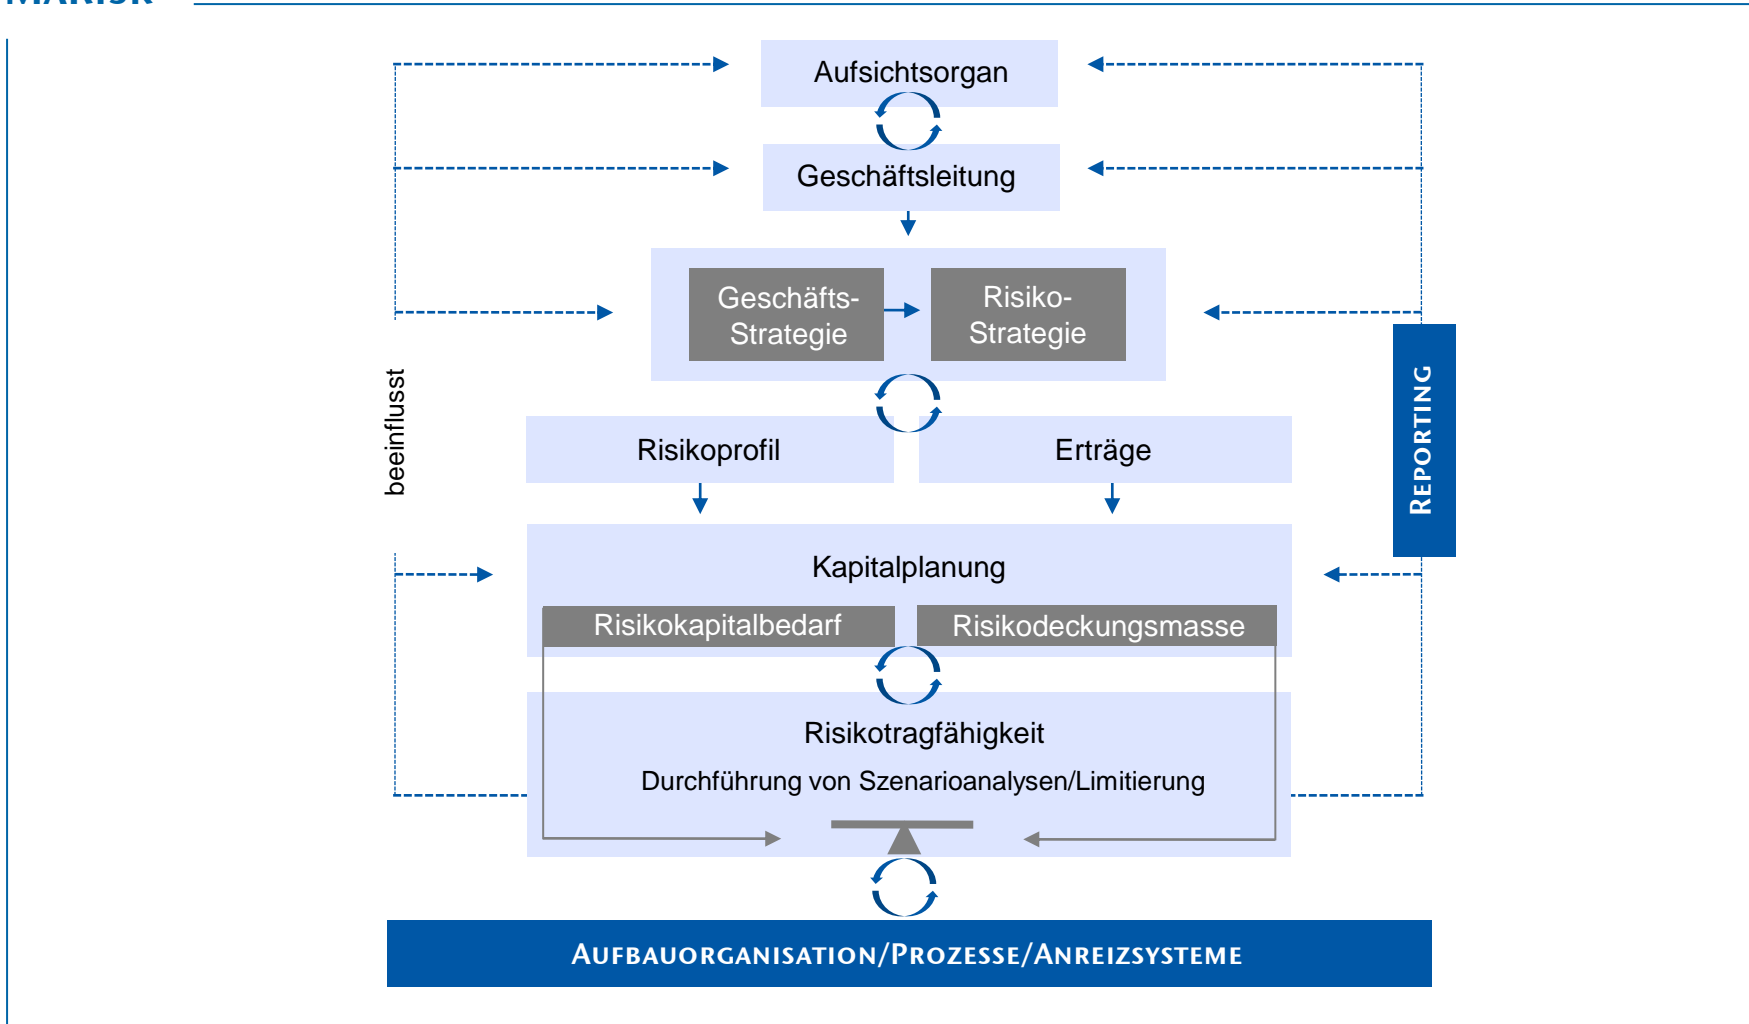 MARISK
Aufsichtsorgan
Geschäftsleitung
Geschäfts-
Strategie
Risiko-
Strategie
beeinflusst
REPORTING
Risikoprofil
Erträge
Kapitalplanung
Risikokapitalbedarf
Risikodeckungsmasse
Risikotragfähigkeit
Durchführung von Szenarioanalysen/Limitierung
AUFBAUORGANISATION/PROZESSE/ANREIZSYSTEME